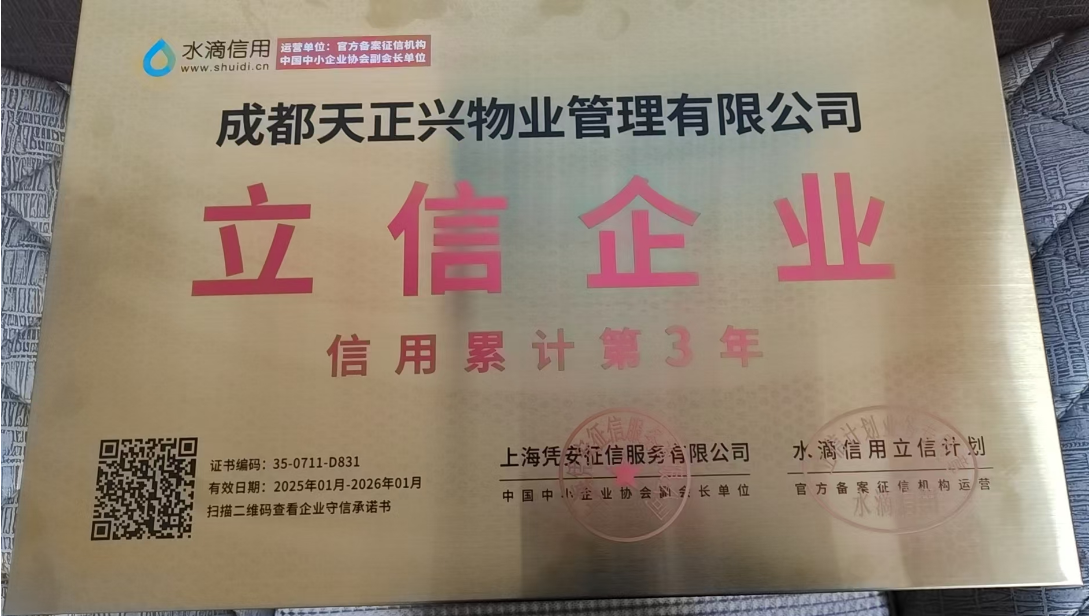 水滴信用
www.shuidi.cn
运营单位：官方备案征信机构
中国中小企业协会副会长单位
成都天正兴物业管理有限公司
立信企业
信用累计第3年
证书编码：35-0711-D831
有效日期：2025年01月-2026年01月
扫描二维码查看企业守信承诺书
上海凭安征信服务有限公司
中国中小企业协会副会长单位
水滴信用立信计划
官方备案征信机构运营
水滴信用